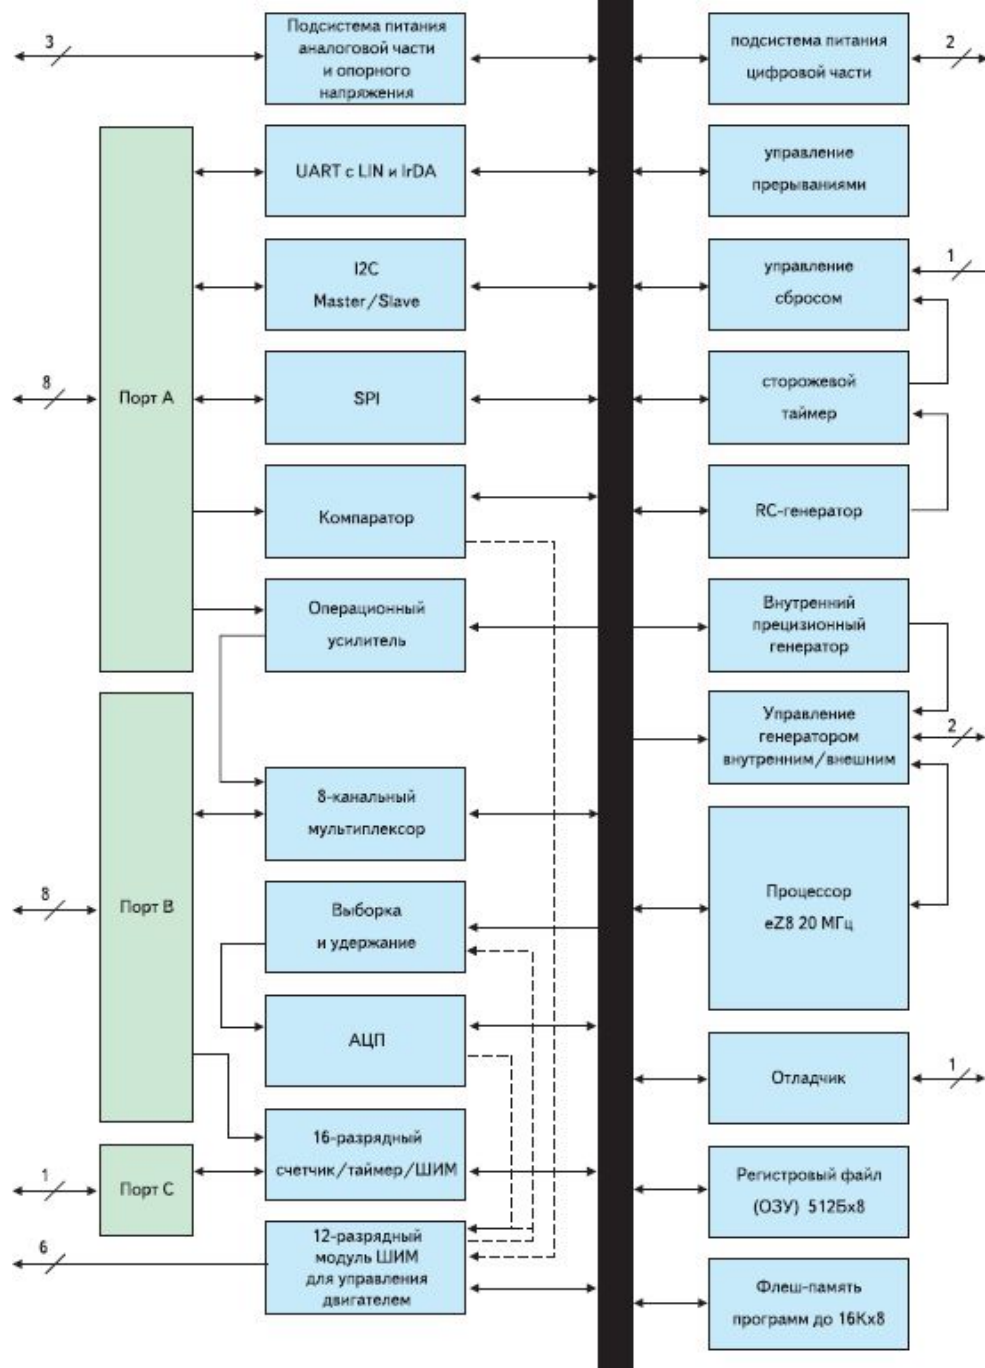 3
Подсистема питания
аналоговой части
и опорного
напряжения
подсистема питания
цифровой части
2
UART с LIN и IrDA
управление
прерываниями
I2C
Master/Slave
управление
сбросом
1
8
Порт А
SPI
сторожевой
таймер
Компаратор
RC-генератор
Операционный
усилитель
Внутренний
прецизионный
генератор
Управление
генератором
внутренним/внешним
2
8-канальный
мультиплексор
8
Порт В
Выборка
и удержание
Процессор
eZ8 20 МГц
АЦП
Отладчик
1
16-разрядный
счетчик/таймер/ШИМ
1
Порт С
Регистровый файл
(ОЗУ) 512Бх8
6
12-разрядный
модуль ШИМ
для управления
двигателем
Флеш-память
программ до 16Кх8